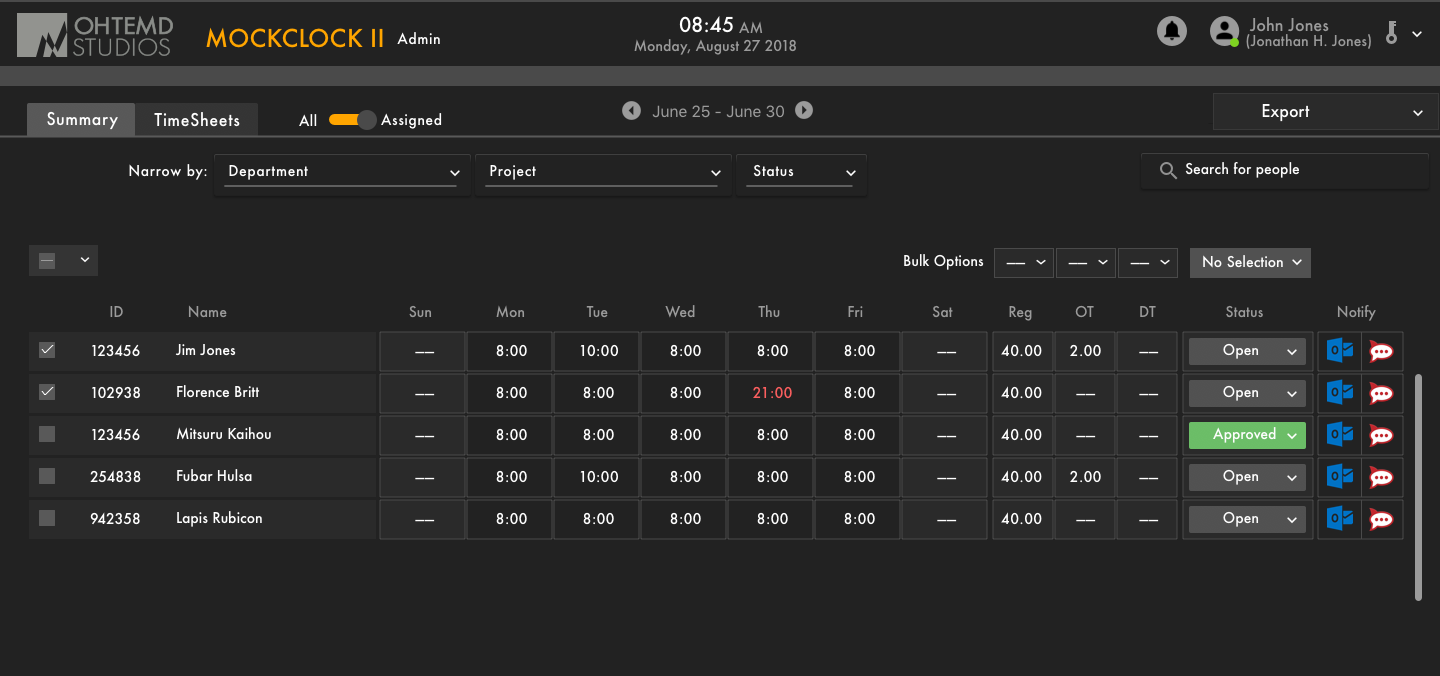 OHTEMD STUDIOS
MOCKCLOCK II Admin
08:45 AM
Monday, August 27 2018
John Jones
(Jonathan H. Jones)
Summary TimeSheets All Assigned June 25 - June 30 Export
Narrow by: Department Project Status Search for people
Bulk Options — — — No Selection
ID Name Sun Mon Tue Wed Thu Fri Sat Reg OT DT Status Notify
123456 Jim Jones — 8:00 10:00 8:00 8:00 8:00 — 40.00 2.00 — Open
102938 Florence Britt — 8:00 8:00 8:00 21:00 8:00 — 40.00 — — Open
123456 Mitsuru Kaihou — 8:00 8:00 8:00 8:00 8:00 — 40.00 — — Approved
254838 Fubar Hulsa — 8:00 10:00 8:00 8:00 8:00 — 40.00 2.00 — Open
942358 Lapis Rubicon — 8:00 8:00 8:00 8:00 8:00 — 40.00 — — Open